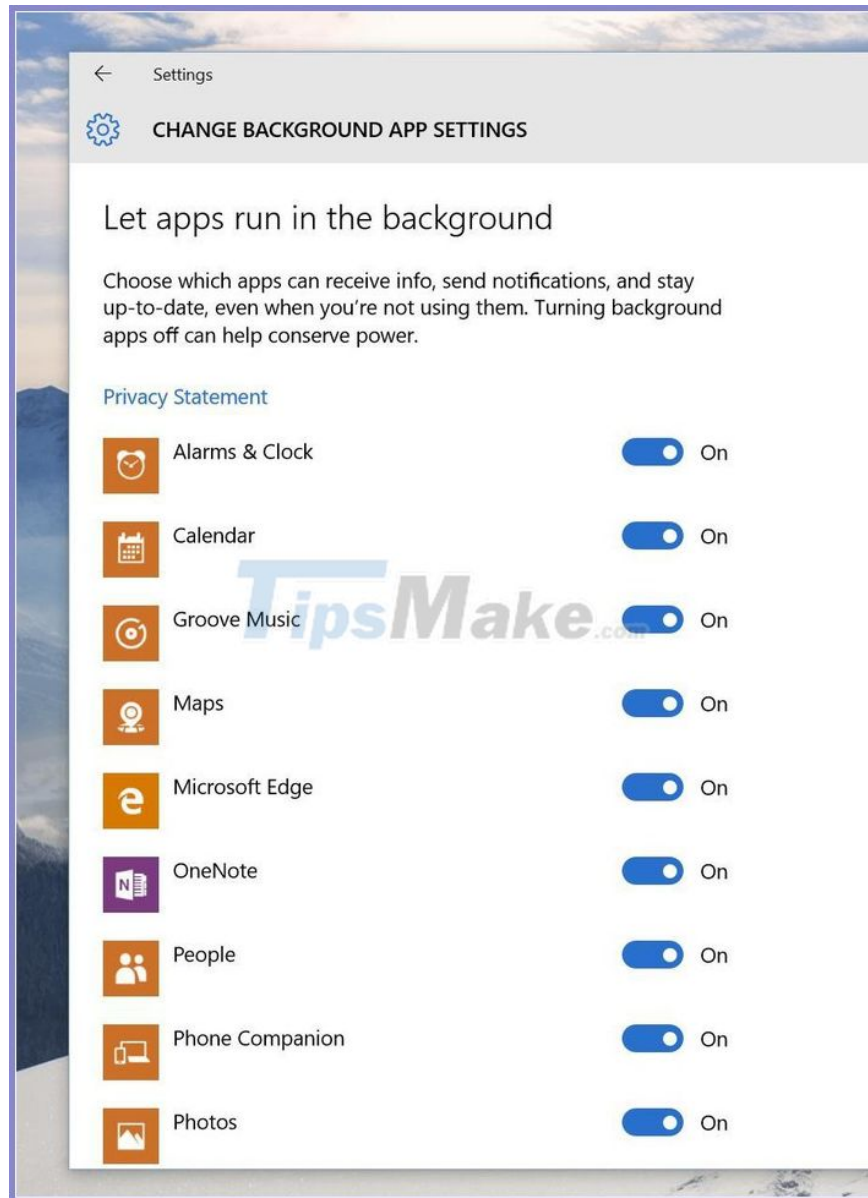 Settings
CHANGE BACKGROUND APP SETTINGS
Let apps run in the background
Choose which apps can receive info, send notifications, and stay
up-to-date, even when you're not using them. Turning background
apps off can help conserve power.
Privacy Statement
Alarms & Clock On
Calendar On
TipsMake.com
Groove Music On
Maps On
Microsoft Edge On
OneNote On
People On
Phone Companion On
Photos On